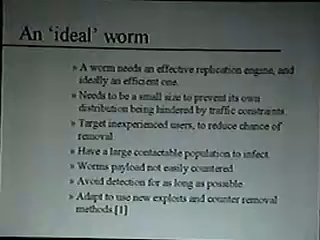 An 'ideal' worm
» A worm needs an effective replication engine, and
ideally an efficient one.
» Needs to be a small size to prevent its own
distribution being hindered by traffic constraints.
» Target inexperienced users, to reduce chance of
removal.
» Have a large contactable population to infect.
» Worms payload not easily countered
» Avoid detection for as long as possible.
» Adapt to use new exploits and counter removal
methods [1]